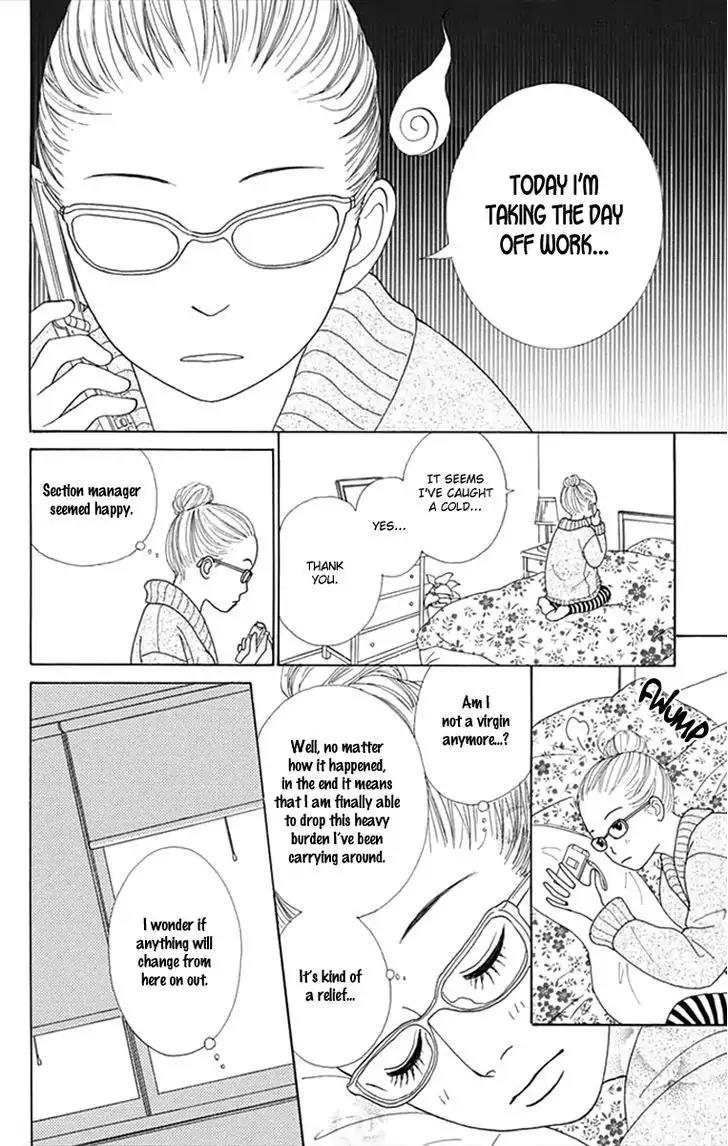 TODAY I'M
TAKING THE DAY
OFF WORK...
IT SEEMS
I'VE CAUGHT
A COLD...
YES...
THANK
YOU.
Section manager
seemed happy.
FWUMP
Am I
not a virgin
anymore...?
Well, no matter
how it happened,
in the end it means
that I am finally able
to drop this heavy
burden I've been
carrying around.
It's kind of
a relief...
I wonder if
anything will
change from
here on out.